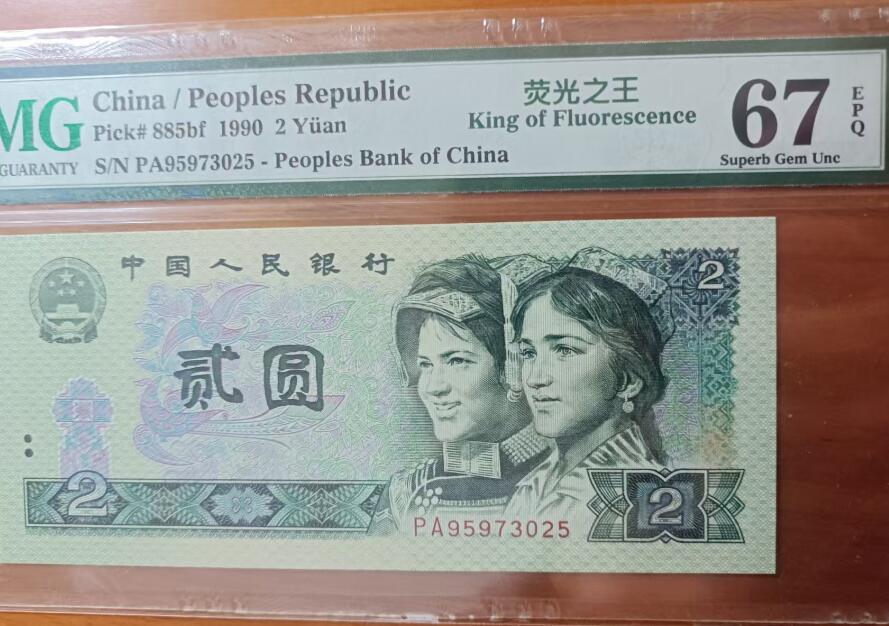 MG
GUARANTY
China / Peoples Republic
Pick# 885bf 1990 2 Yüan
S/N PA95973025 - Peoples Bank of China
荧光之王
King of Fluorescence
67
EPQ
Superb Gem Unc
中国人民银行
2
贰圆
2
PA95973025
2